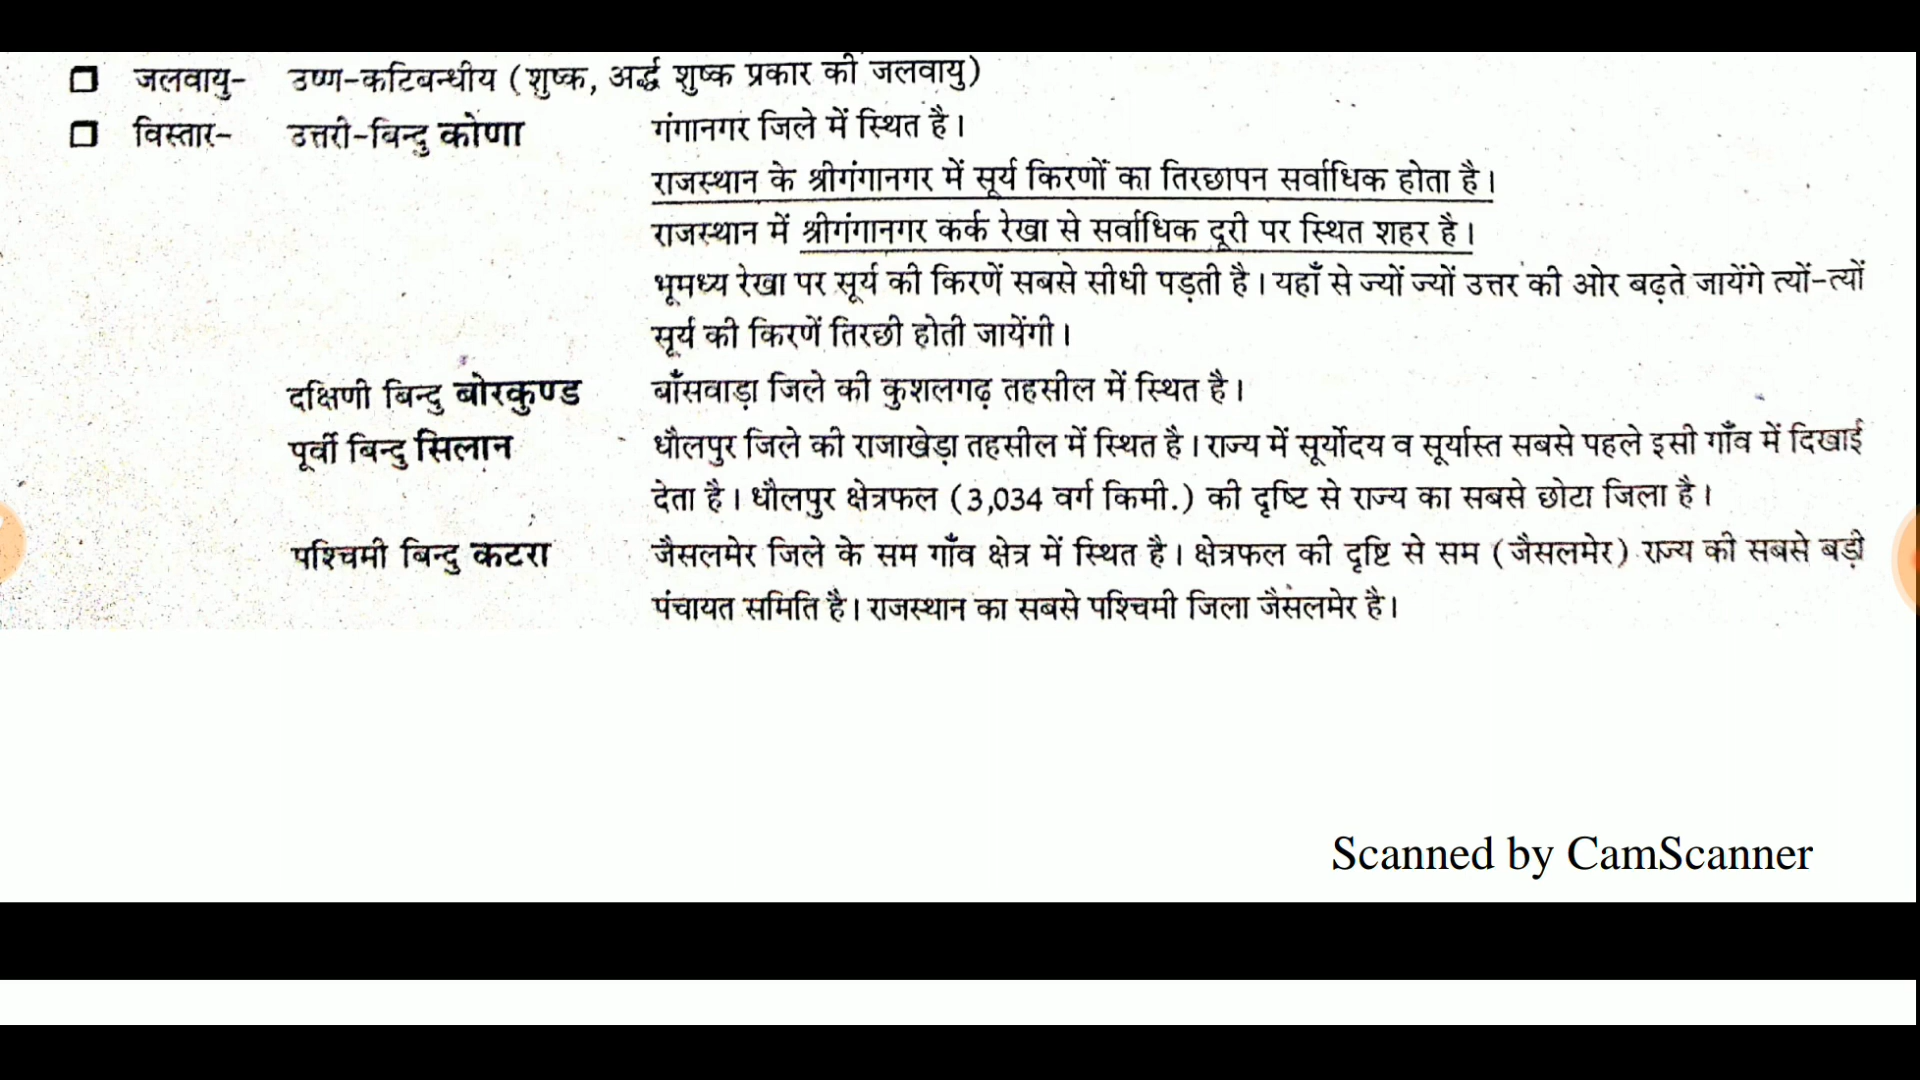 जलवायु- उष्ण-कटिबन्धीय (शुष्क, अर्द्ध शुष्क प्रकार की जलवायु)
विस्तार- उत्तरी-बिन्दु कोणा गंगानगर जिले में स्थित है।
राजस्थान के श्रीगंगानगर में सूर्य किरणों का तिरछापन सर्वाधिक होता है।
राजस्थान में श्रीगंगानगर कर्क रेखा से सर्वाधिक दूरी पर स्थित शहर है।
भूमध्य रेखा पर सूर्य की किरणें सबसे सीधी पड़ती है। यहाँ से ज्यों ज्यों उत्तर की ओर बढ़ते जायेंगे त्यों-त्यों
सूर्य की किरणें तिरछी होती जायेंगी।
दक्षिणी बिन्दु बोरकुण्ड बाँसवाड़ा जिले की कुशलगढ़ तहसील में स्थित है।
पूर्वी बिन्दु सिलान धौलपुर जिले की राजाखेड़ा तहसील में स्थित है। राज्य में सूर्योदय व सूर्यास्त सबसे पहले इसी गाँव में दिखाई
देता है। धौलपुर क्षेत्रफल (3,034 वर्ग किमी.) की दृष्टि से राज्य का सबसे छोटा जिला है।
पश्चिमी बिन्दु कटरा जैसलमेर जिले के सम गाँव क्षेत्र में स्थित है। क्षेत्रफल की दृष्टि से सम (जैसलमेर) राज्य की सबसे बड़ी
पंचायत समिति है। राजस्थान का सबसे पश्चिमी जिला जैसलमेर है।
Scanned by CamScanner